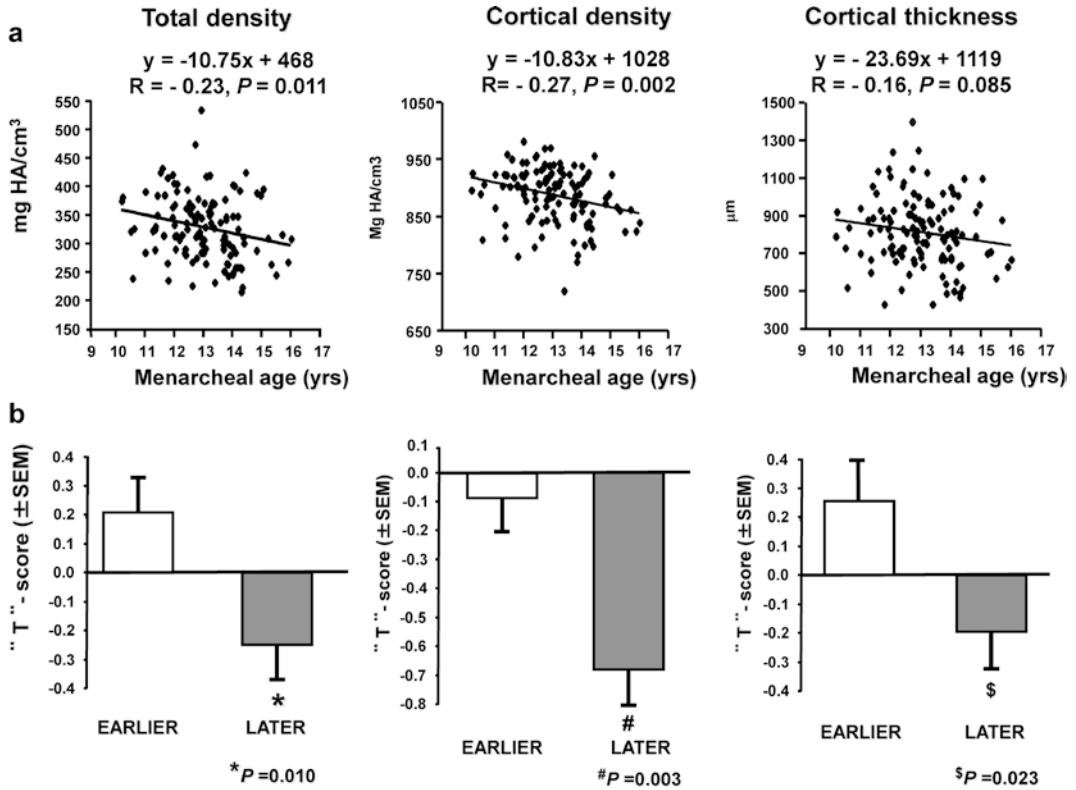 a
Total density
y = -10.75x + 468
R = - 0.23, P = 0.011
mg HA/cm³
550
500
450
400
350
300
250
200
150
9 10 11 12 13 14 15 16 17
Menarcheal age (yrs)
Cortical density
y = -10.83x + 1028
R= - 0.27, P = 0.002
Mg HA/cm3
1050
950
850
750
650
9 10 11 12 13 14 15 16 17
Menarcheal age (yrs)
Cortical thickness
y = - 23.69x + 1119
R = - 0.16, P = 0.085
µm
1500
1300
1100
900
700
500
300
9 10 11 12 13 14 15 16 17
Menarcheal age (yrs)
b
"T"- score (±SEM)
0.4
0.3
0.2
0.1
0.0
-0.1
-0.2
-0.3
-0.4
*
EARLIER LATER
*P =0.010
"T"- score (±SEM)
0.1
0.0
-0.1
-0.2
-0.3
-0.4
-0.5
-0.6
-0.7
-0.8
#
EARLIER LATER
#P =0.003
"T"- score (±SEM)
0.4
0.3
0.2
0.1
0.0
-0.1
-0.2
-0.3
-0.4
$
EARLIER LATER
$P =0.023